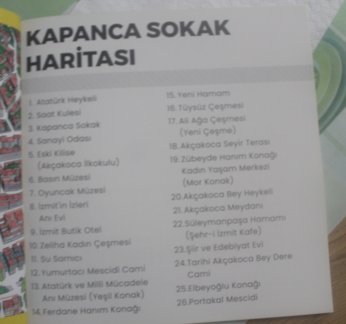 KAPANCA SOKAK
HARİTASI
1. Atatürk Heykeli
2. Saat Kulesi
3. Kapanca Sokak
4. Sanayi Odası
5. Eski Kilise
(Akçakoca İlkokulu)
6. Basın Müzesi
7. Oyuncak Müzesi
8. İzmit'in İzleri
Anı Evi
9. İzmit Butik Otel
10. Zeliha Kadın Çeşmesi
11. Su Sarnıcı
12. Yumurtacı Mescidi Cami
13. Atatürk ve Milli Mücadele
Anı Müzesi (Yeşil Konak)
14. Ferdane Hanım Konağı
15. Yeni Hamam
16. Tüysüz Çeşmesi
17. Ali Ağa Çeşmesi
(Yeni Çeşme)
18. Akçakoca Seyir Terası
19. Zübeyde Hanım Konağı
Kadın Yaşam Merkezi
(Mor Konak)
20.Akçakoca Bey Heykeli
21. Akçakoca Meydanı
22.Süleymanpaşa Hamamı
(Şehr-i İzmit Kafe)
23.Şiir ve Edebiyat Evi
24.Tarihi Akçakoca Bey Dere
Cami
25.Elbeyoğlu Konağı
26.Portakal Mescidi